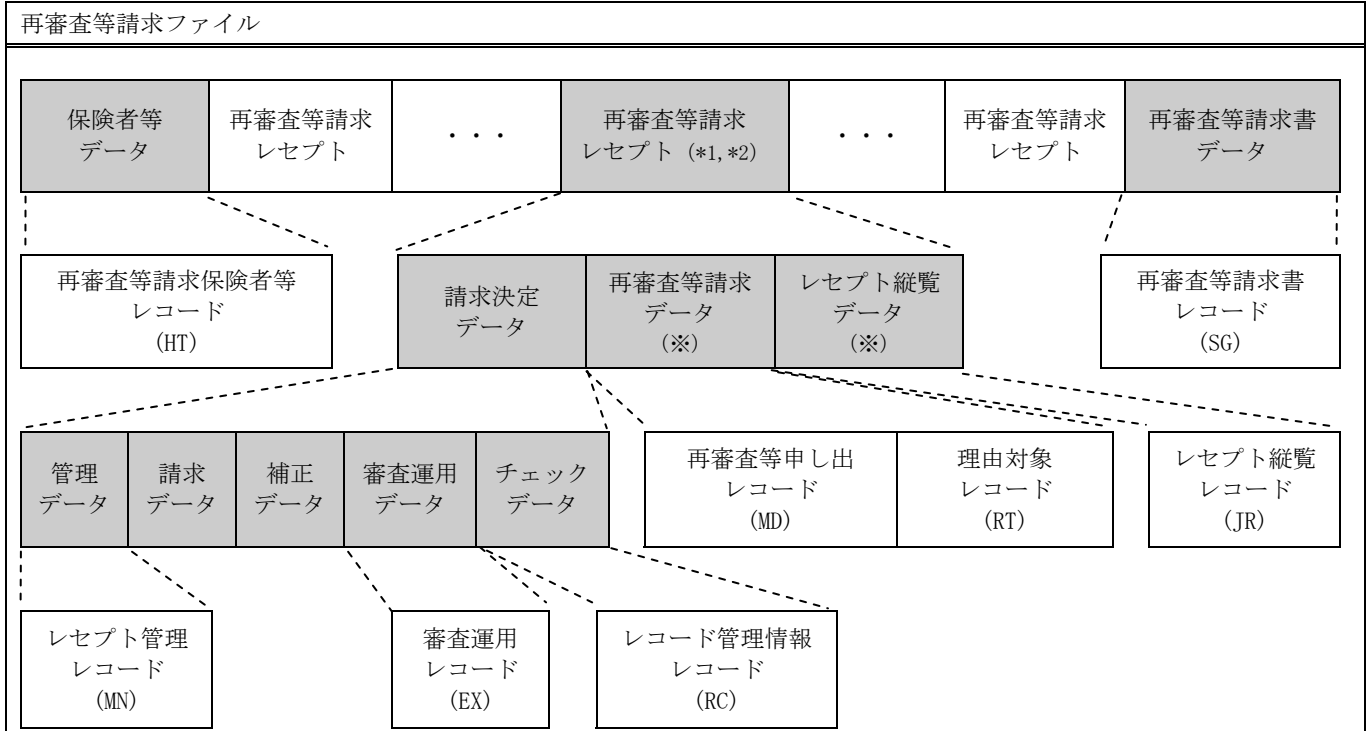 再審査等請求ファイル
保険者等
データ
再審査等請求
レセプト
・・・
再審査等請求
レセプト (*1,*2)
・・・
再審査等請求
レセプト
再審査等請求書
データ
再審査等請求保険者等
レコード
(HT)
請求決定
データ
再審査等請求
データ
(※)
レセプト縦覧
データ
(※)
再審査等請求書
レコード
(SG)
管理
データ
請求
データ
補正
データ
審査運用
データ
チェック
データ
再審査等申し出
レコード
(MD)
理由対象
レコード
(RT)
レセプト縦覧
レコード
(JR)
レセプト管理
レコード
(MN)
審査運用
レコード
(EX)
レコード管理情報
レコード
(RC)